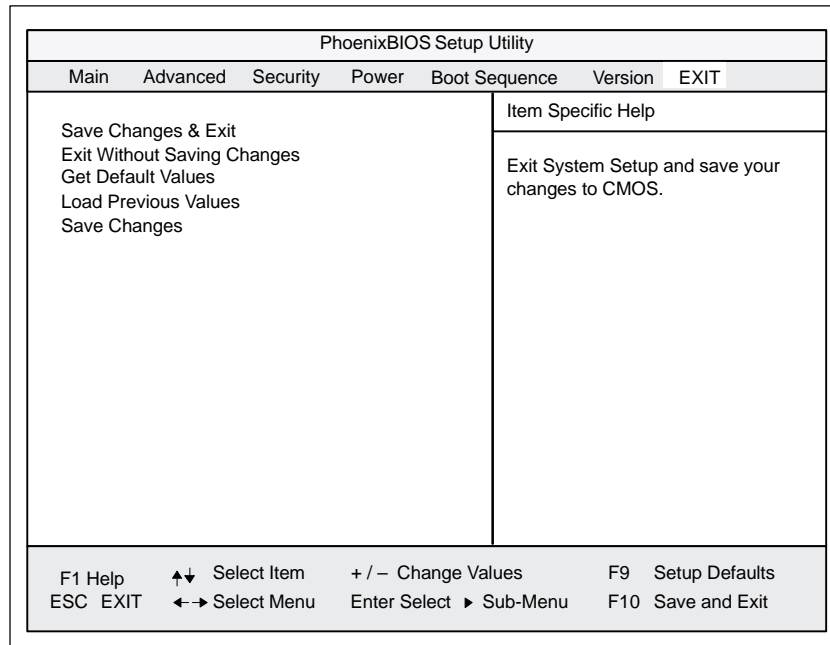 PhoenixBIOS Setup Utility
Main Advanced Security Power Boot Sequence Version EXIT
Save Changes & Exit
Exit Without Saving Changes
Get Default Values
Load Previous Values
Save Changes
Item Specific Help
Exit System Setup and save your
changes to CMOS.
F1 Help ↑↓ Select Item + / – Change Values F9 Setup Defaults
ESC EXIT ←→ Select Menu Enter Select ▶ Sub-Menu F10 Save and Exit